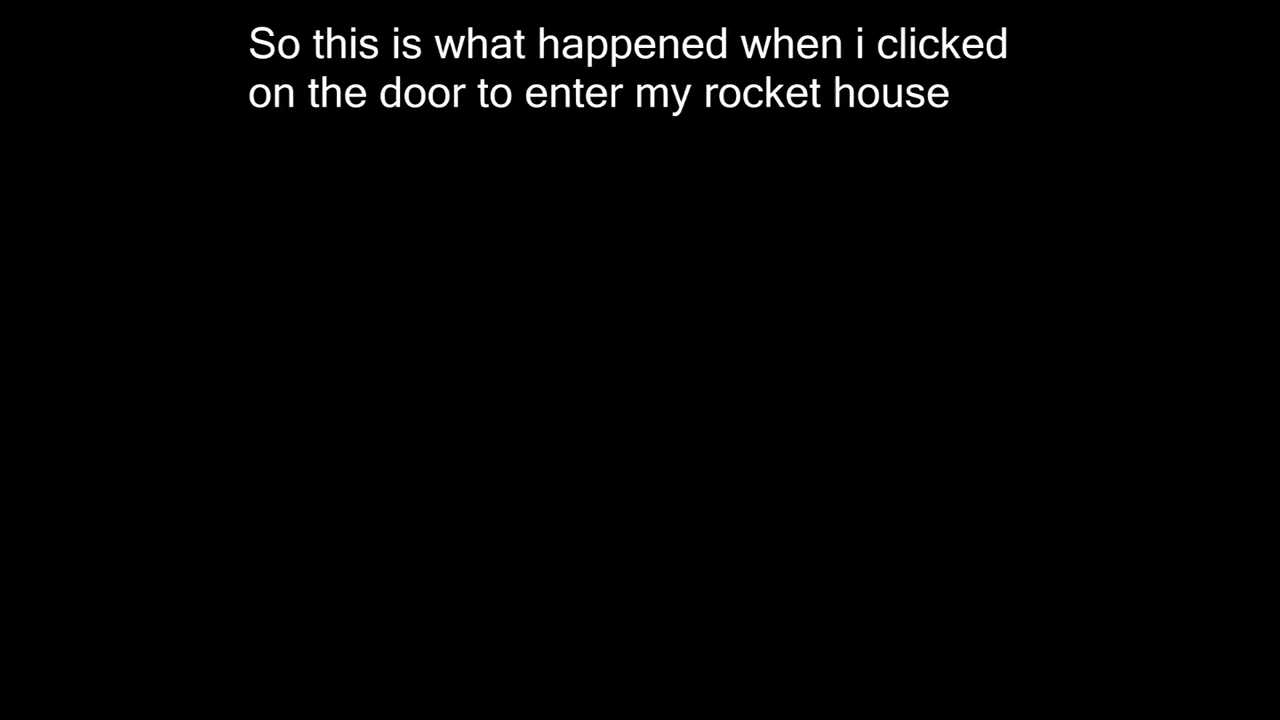 So this is what happened when i clicked
on the door to enter my rocket house